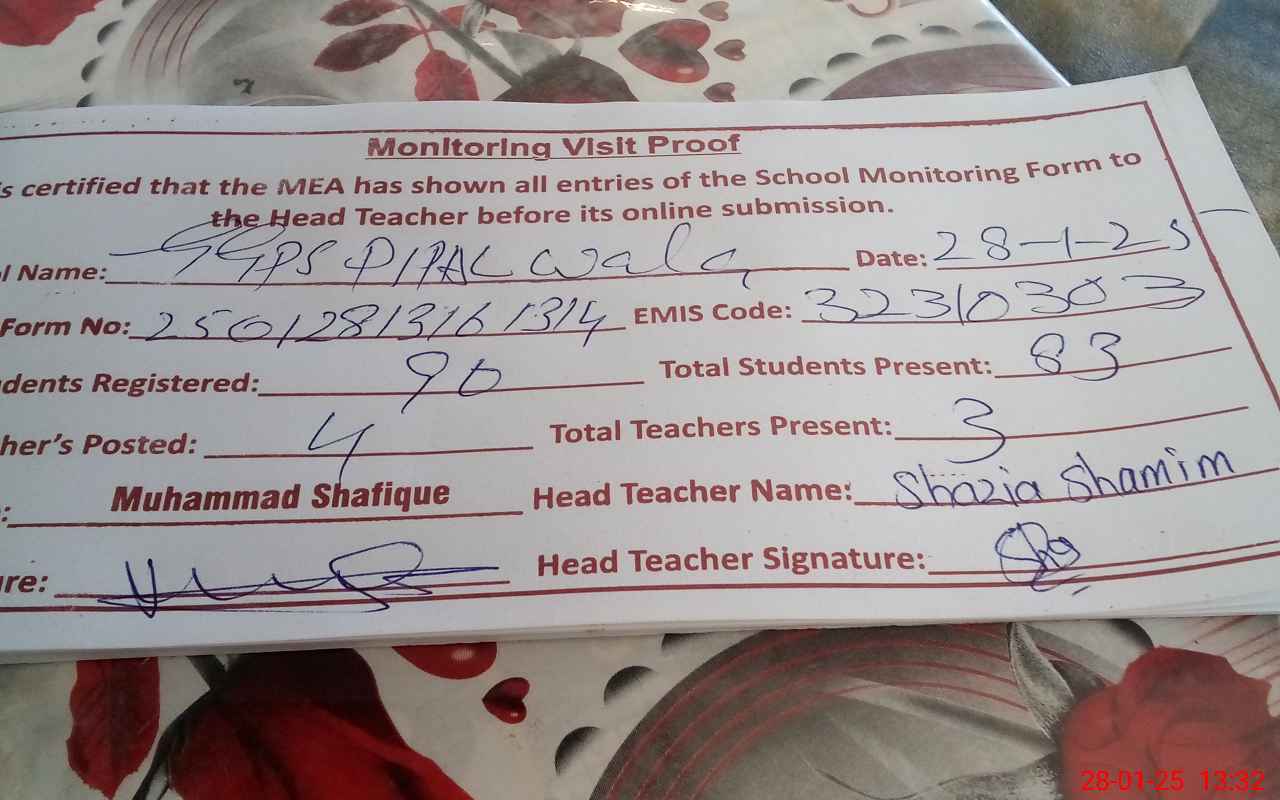 Monitoring Visit Proof
s certified that the MEA has shown all entries of the School Monitoring Form to
the Head Teacher before its online submission.
l Name: GGPS PIPAL wala Date: 28-1-25
Form No: 2501281316 1314 EMIS Code: 32310303
dents Registered: 90 Total Students Present: 83
her's Posted: 4 Total Teachers Present: 3
: Muhammad Shafique Head Teacher Name: Shazia Shamim
re: Head Teacher Signature:
28-01-25 13:32